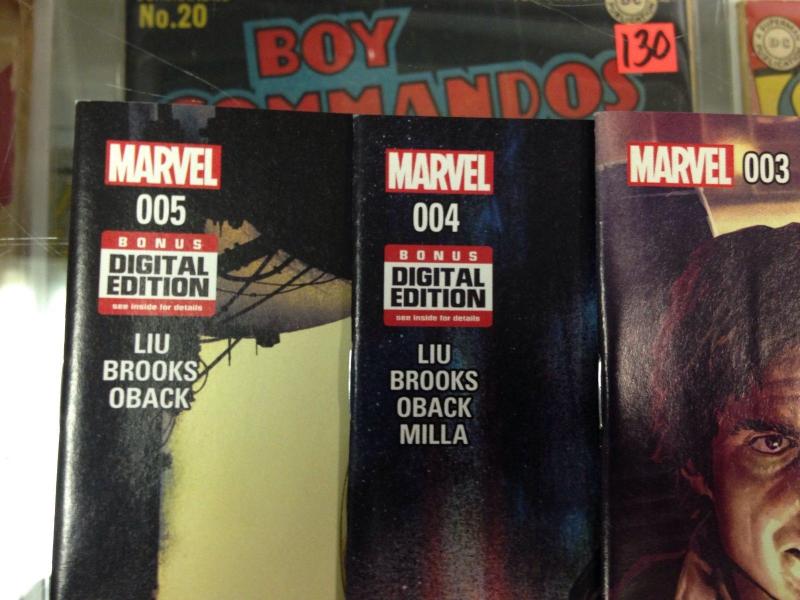 No.20
BOY
COMMANDOS
130
MARVEL
005
BONUS
DIGITAL
EDITION
see inside for details
LIU
BROOKS
OBACK
MARVEL
004
BONUS
DIGITAL
EDITION
see inside for details
LIU
BROOKS
OBACK
MILLA
MARVEL 003